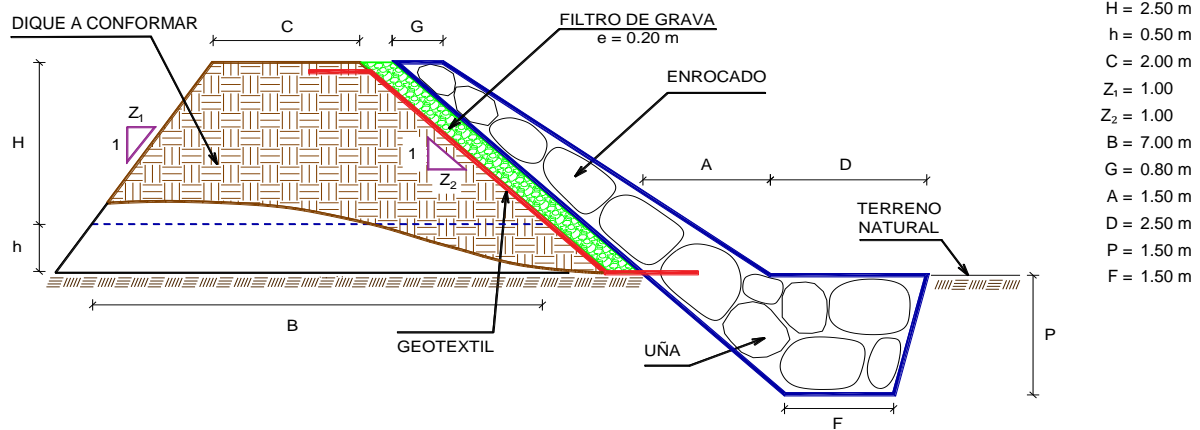 DIQUE A CONFORMAR
C
G
FILTRO DE GRAVA
e = 0.20 m
ENROCADO
H
h
Z1
1
1
Z2
A
D
TERRENO
NATURAL
B
GEOTEXTIL
UÑA
P
F
H = 2.50 m
h = 0.50 m
C = 2.00 m
Z1 = 1.00
Z2 = 1.00
B = 7.00 m
G = 0.80 m
A = 1.50 m
D = 2.50 m
P = 1.50 m
F = 1.50 m